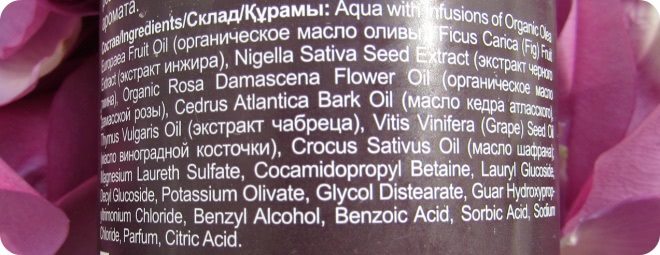 аромата.
Состав/Ingredients/Склад/Құрамы: Aqua with Infusions of Organic Olea
Europaea Fruit Oil (органическое масло оливы), Ficus Carica (Fig) Fruit
Extract (экстракт инжира), Nigella Sativa Seed Extract (экстракт черного
тмина), Organic Rosa Damascena Flower Oil (органическое масло
дамасской розы), Cedrus Atlantica Bark Oil (масло кедра атласского),
Thymus Vulgaris Oil (экстракт чабреца), Vitis Vinifera (Grape) Seed Oil
(масло виноградной косточки), Crocus Sativus Oil (масло шафрана),
Magnesium Laureth Sulfate, Cocamidopropyl Betaine, Lauryl Glucoside,
Decyl Glucoside, Potassium Olivate, Glycol Distearate, Guar Hydroxyprop-
yltrimonium Chloride, Benzyl Alcohol, Benzoic Acid, Sorbic Acid, Sodium
Chloride, Parfum, Citric Acid.